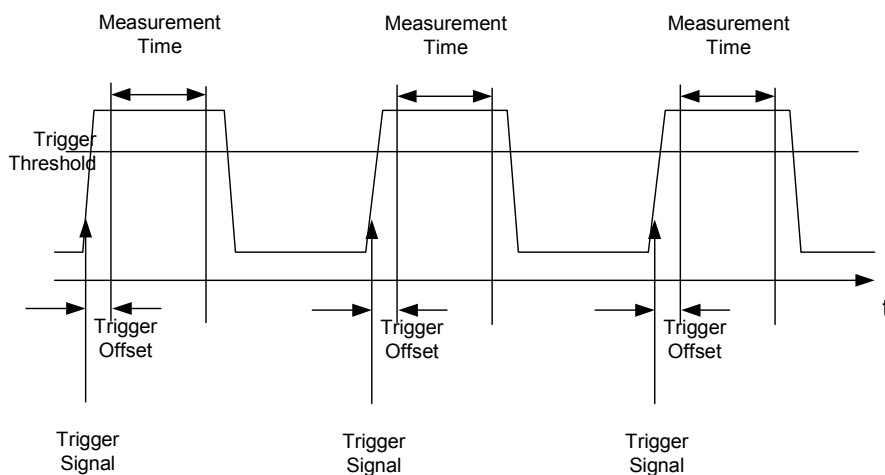 Measurement
Time
Measurement
Time
Measurement
Time
Trigger
Threshold
t
Trigger
Offset
Trigger
Offset
Trigger
Offset
Trigger
Signal
Trigger
Signal
Trigger
Signal